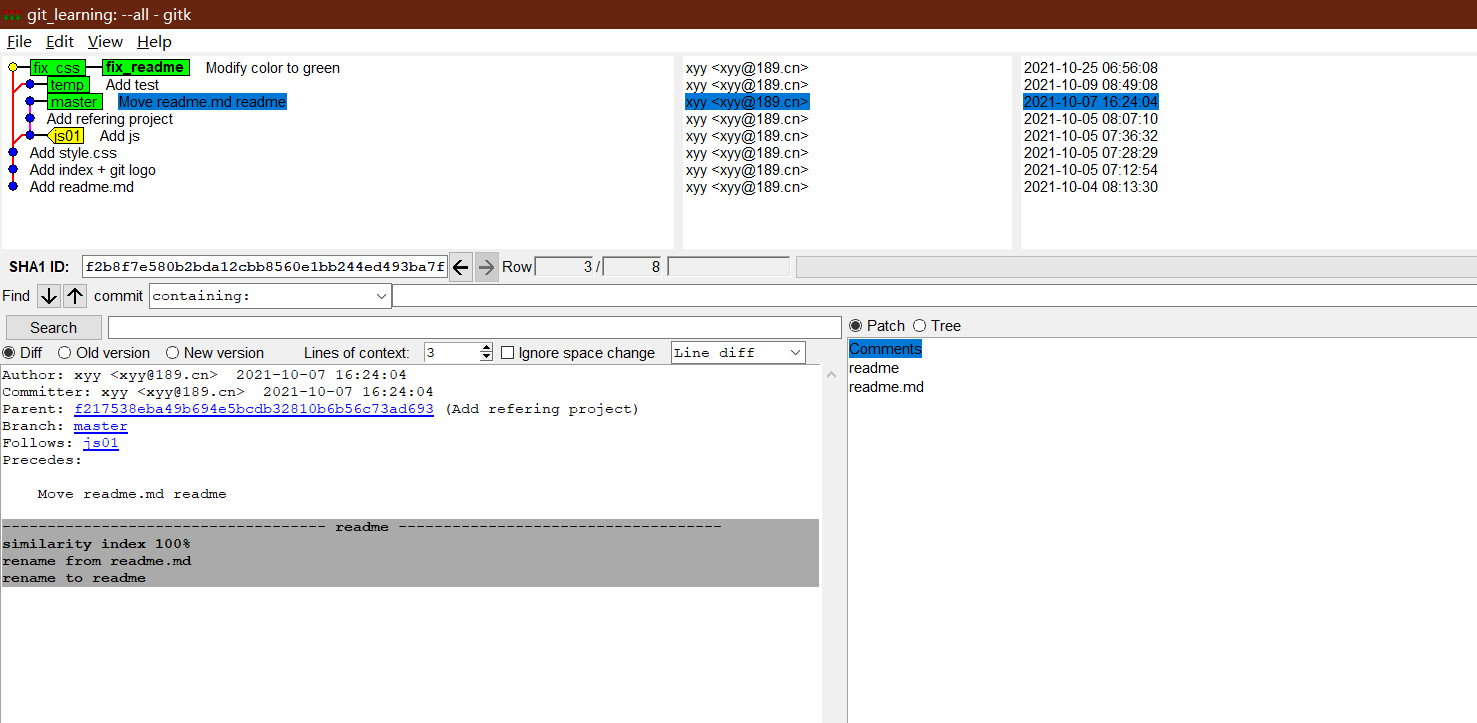 git_learning: --all - gitk
File Edit View Help
fix_css fix_readme Modify color to green xyy <xyy@189.cn> 2021-10-25 06:56:08
temp Add test xyy <xyy@189.cn> 2021-10-09 08:49:08
master Move readme.md readme xyy <xyy@189.cn> 2021-10-07 16:24:04
Add refering project xyy <xyy@189.cn> 2021-10-05 08:07:10
js01 Add js xyy <xyy@189.cn> 2021-10-05 07:36:32
Add style.css xyy <xyy@189.cn> 2021-10-05 07:28:29
Add index + git logo xyy <xyy@189.cn> 2021-10-05 07:12:54
Add readme.md xyy <xyy@189.cn> 2021-10-04 08:13:30
SHA1 ID: f2b8f7e580b2bda12cbb8560e1bb244ed493ba7f Row 3 / 8
Find commit containing:
Search Patch Tree
Diff Old version New version Lines of context: 3 Ignore space change Line diff
Comments
readme
readme.md
Author: xyy <xyy@189.cn> 2021-10-07 16:24:04
Committer: xyy <xyy@189.cn> 2021-10-07 16:24:04
Parent: f217538eba49b694e5bcdb32810b6b56c73ad693 (Add refering project)
Branch: master
Follows: js01
Precedes:
Move readme.md readme
------------------------------------ readme ------------------------------------
similarity index 100%
rename from readme.md
rename to readme